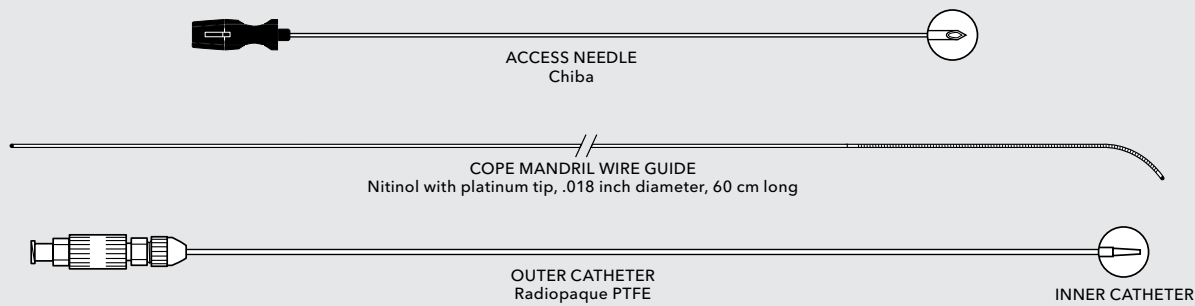 ACCESS NEEDLE
Chiba
COPE MANDRIL WIRE GUIDE
Nitinol with platinum tip, .018 inch diameter, 60 cm long
OUTER CATHETER
Radiopaque PTFE
INNER CATHETER